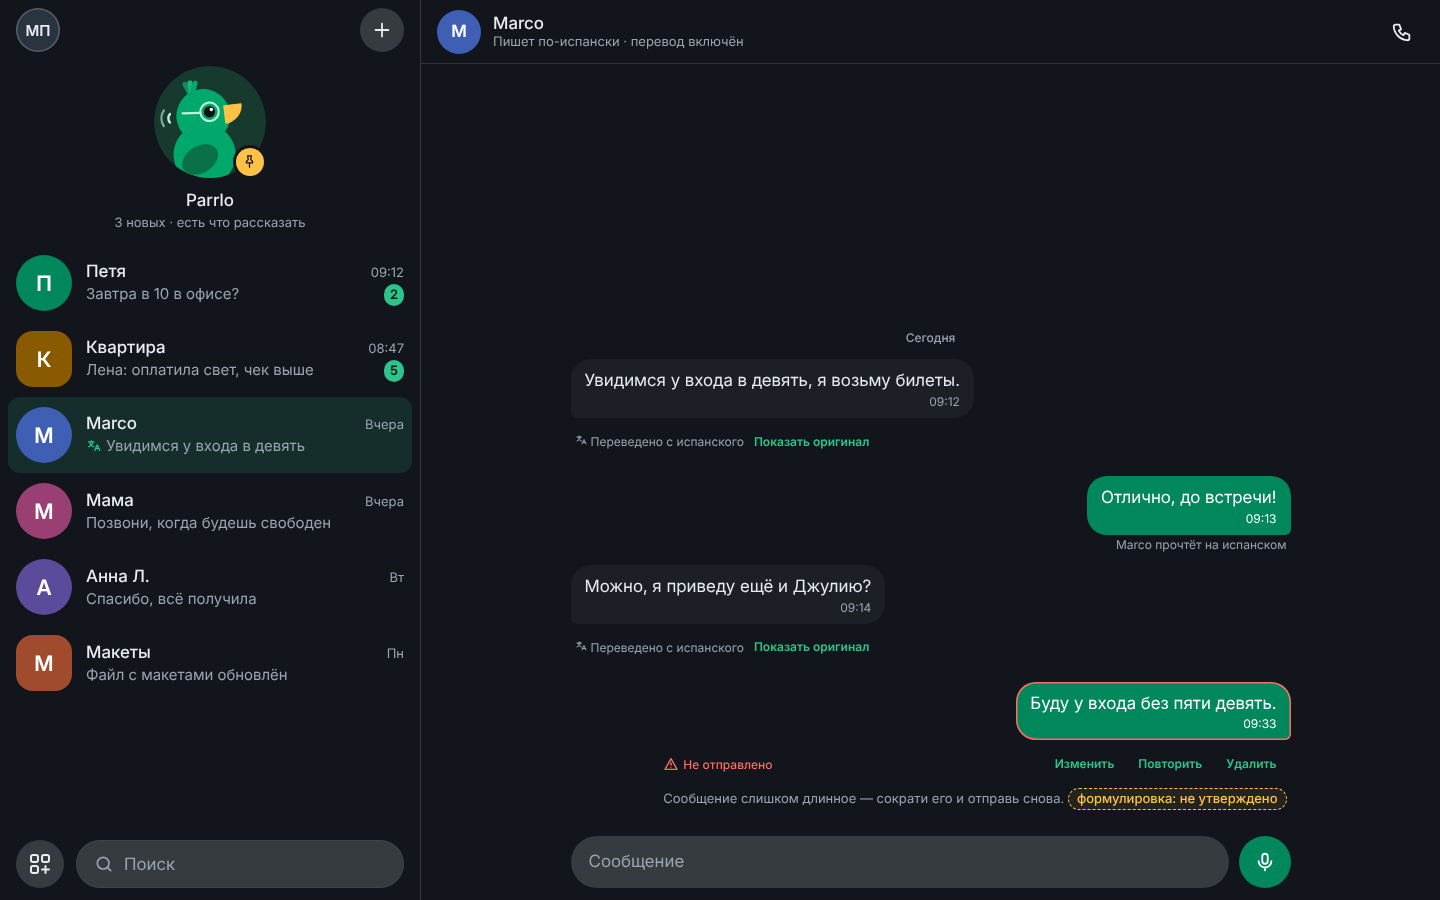 МП
Parrlo
3 новых · есть что рассказать
П
Петя
09:12
Завтра в 10 в офисе?
2
К
Квартира
08:47
Лена: оплатила свет, чек выше
5
M
Marco
Вчера
Увидимся у входа в девять
М
Мама
Вчера
Позвони, когда будешь свободен
А
Анна Л.
Вт
Спасибо, всё получила
М
Макеты
Пн
Файл с макетами обновлён
Поиск
M
Marco
Пишет по-испански · перевод включён
Сегодня
Увидимся у входа в девять, я возьму билеты.
09:12
Переведено с испанского Показать оригинал
Отлично, до встречи!
09:13
Marco прочтёт на испанском
Можно, я приведу ещё и Джулию?
09:14
Переведено с испанского Показать оригинал
Буду у входа без пяти девять.
09:33
Не отправлено
Изменить Повторить Удалить
Сообщение слишком длинное — сократи его и отправь снова. формулировка: не утверждено
Сообщение